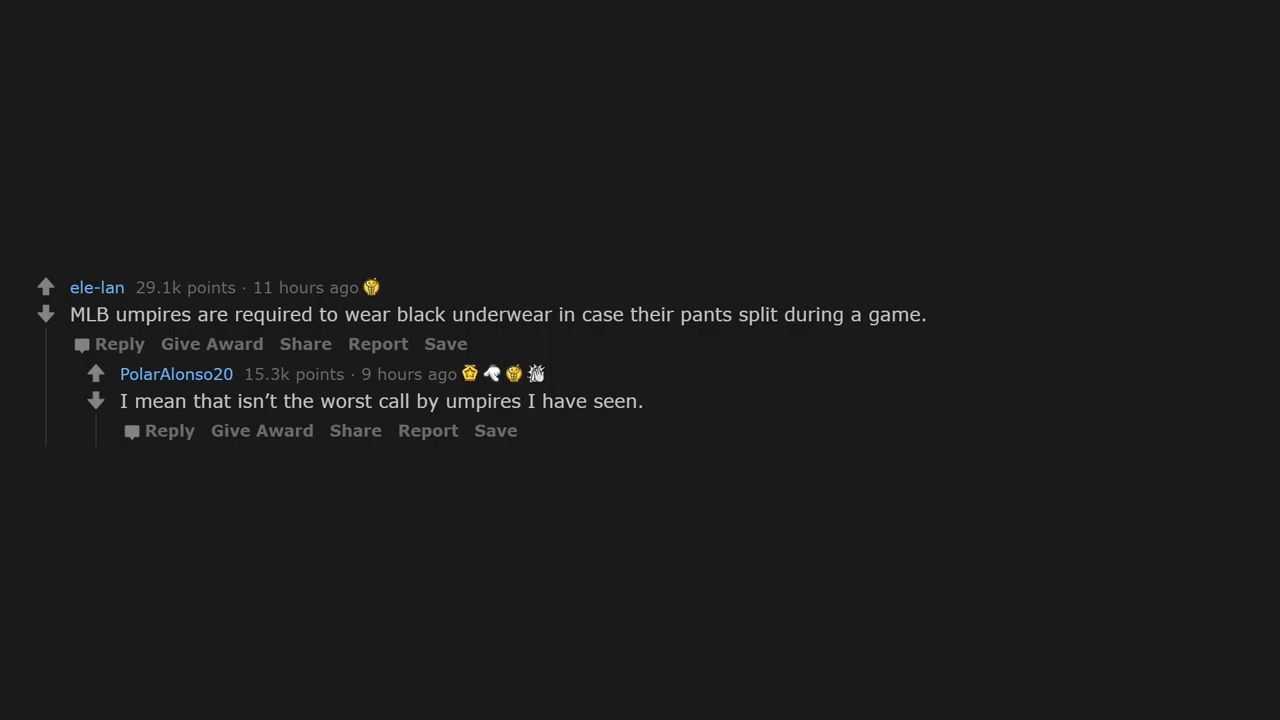 ele-lan 29.1k points · 11 hours ago
MLB umpires are required to wear black underwear in case their pants split during a game.
Reply Give Award Share Report Save
PolarAlonso20 15.3k points · 9 hours ago
I mean that isn’t the worst call by umpires I have seen.
Reply Give Award Share Report Save